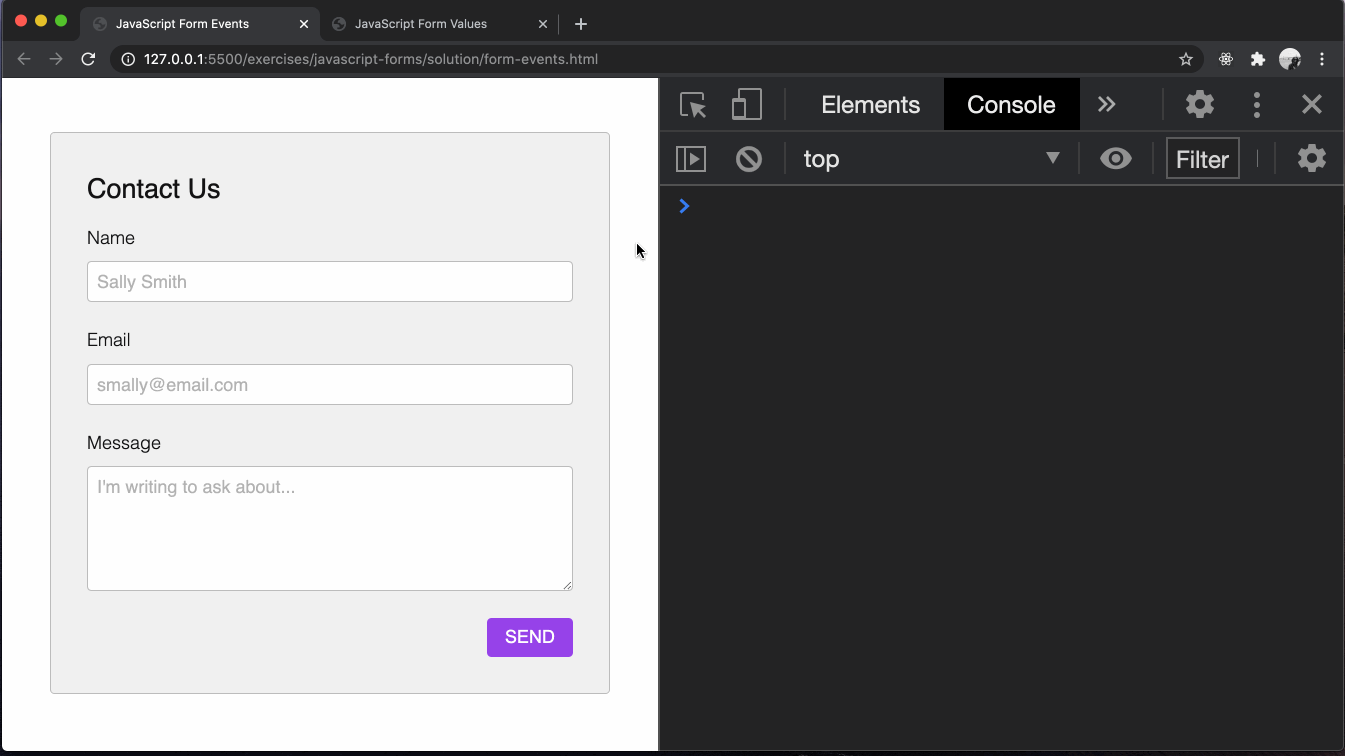 JavaScript Form Events
JavaScript Form Values
127.0.0.1:5500/exercises/javascript-forms/solution/form-events.html
Contact Us
Name
Sally Smith
Email
smally@email.com
Message
I'm writing to ask about...
SEND
Elements
Console
top
Filter